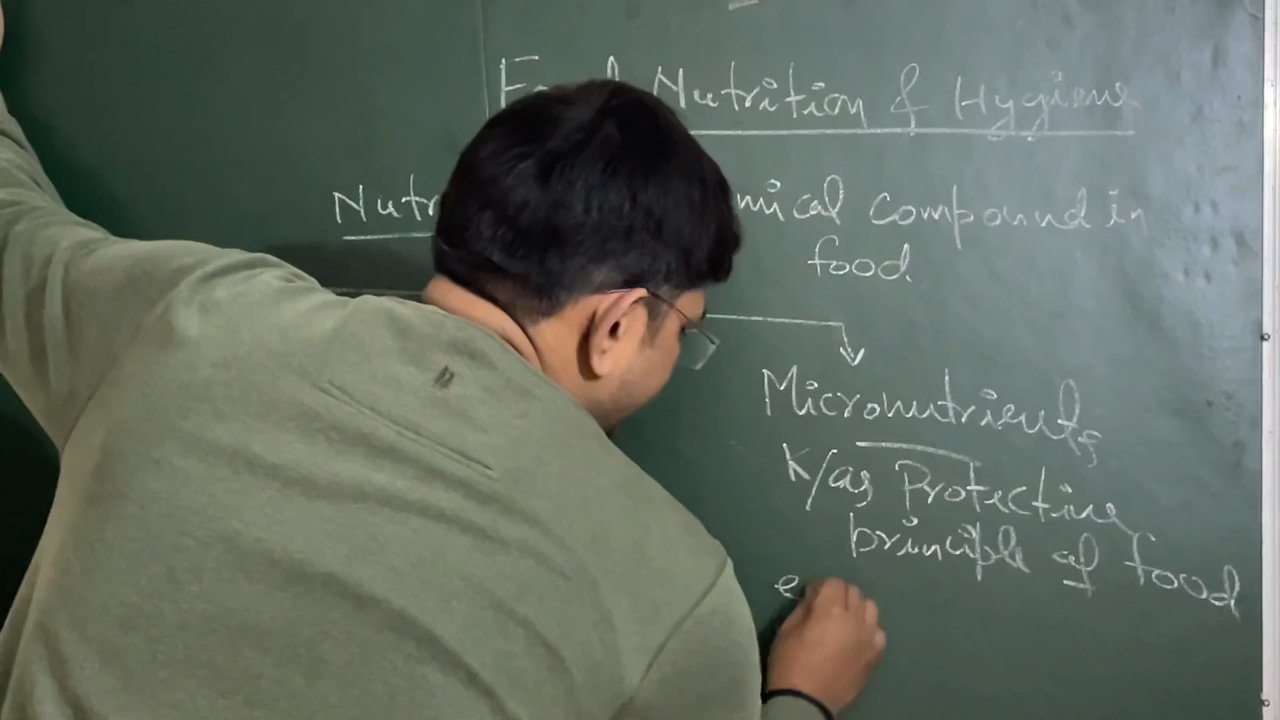 Nutrition & Hygiene
Nutr mical compound in
food
Micronutrients
K/as Protective
principle of food
e